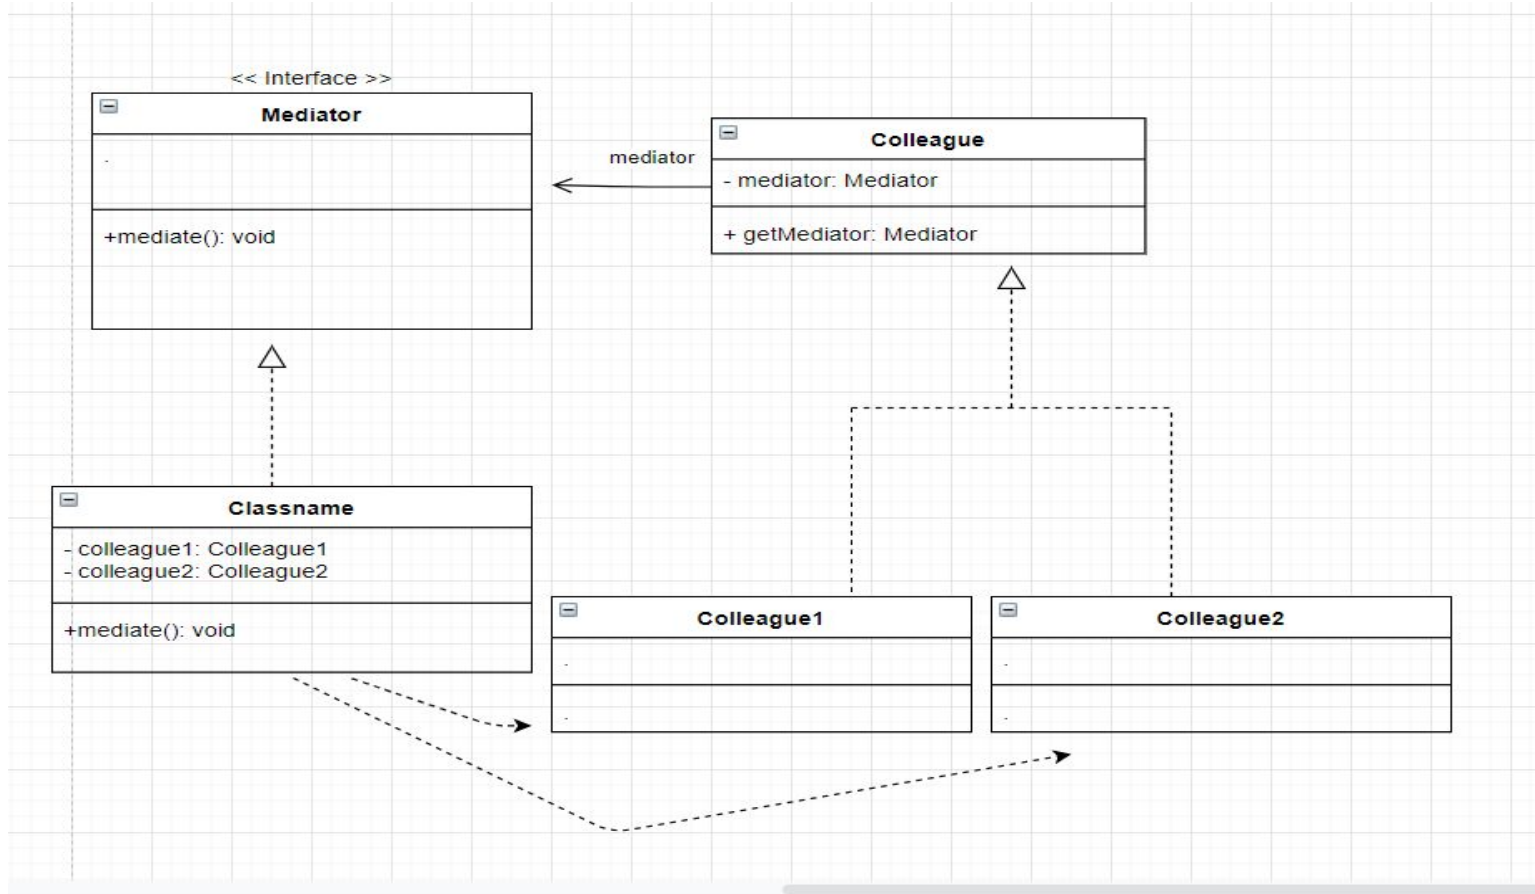 << Interface >>
Mediator
.
+mediate(): void
mediator
Colleague
- mediator: Mediator
+ getMediator: Mediator
Classname
- colleague1: Colleague1
- colleague2: Colleague2
+mediate(): void
Colleague1
.
.
Colleague2
.
.